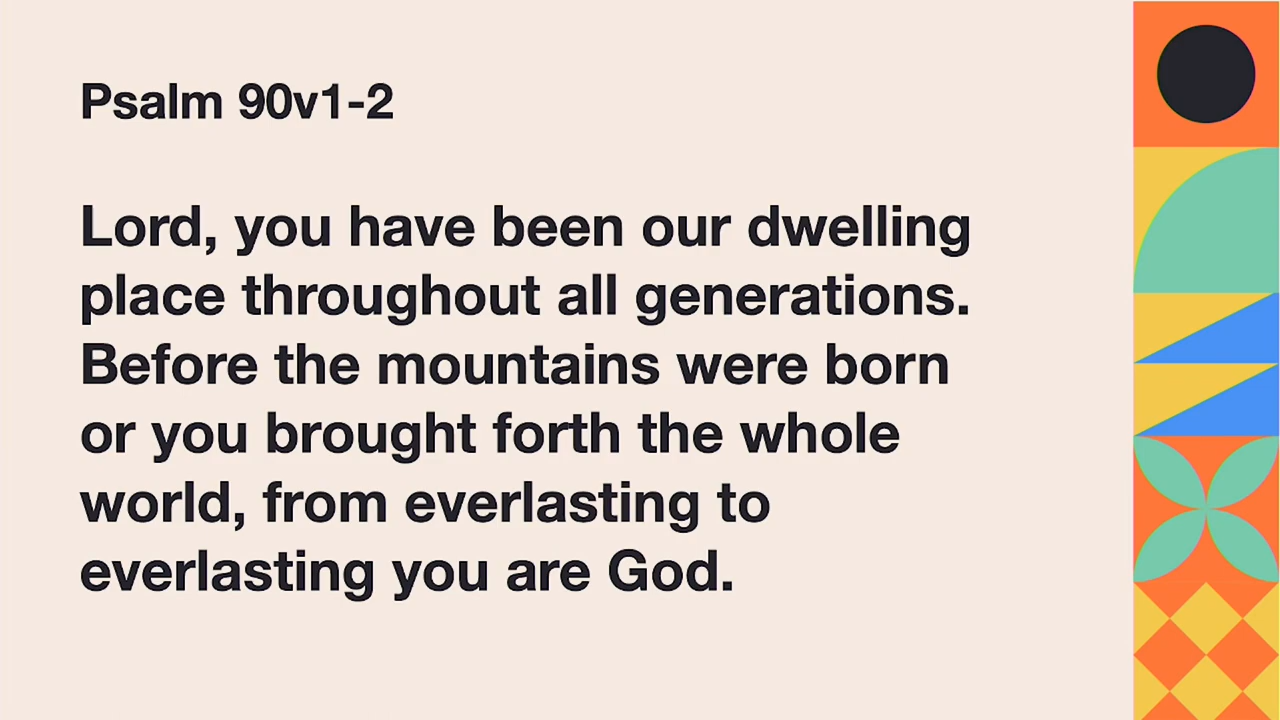 Psalm 90v1-2
Lord, you have been our dwelling
place throughout all generations.
Before the mountains were born
or you brought forth the whole
world, from everlasting to
everlasting you are God.